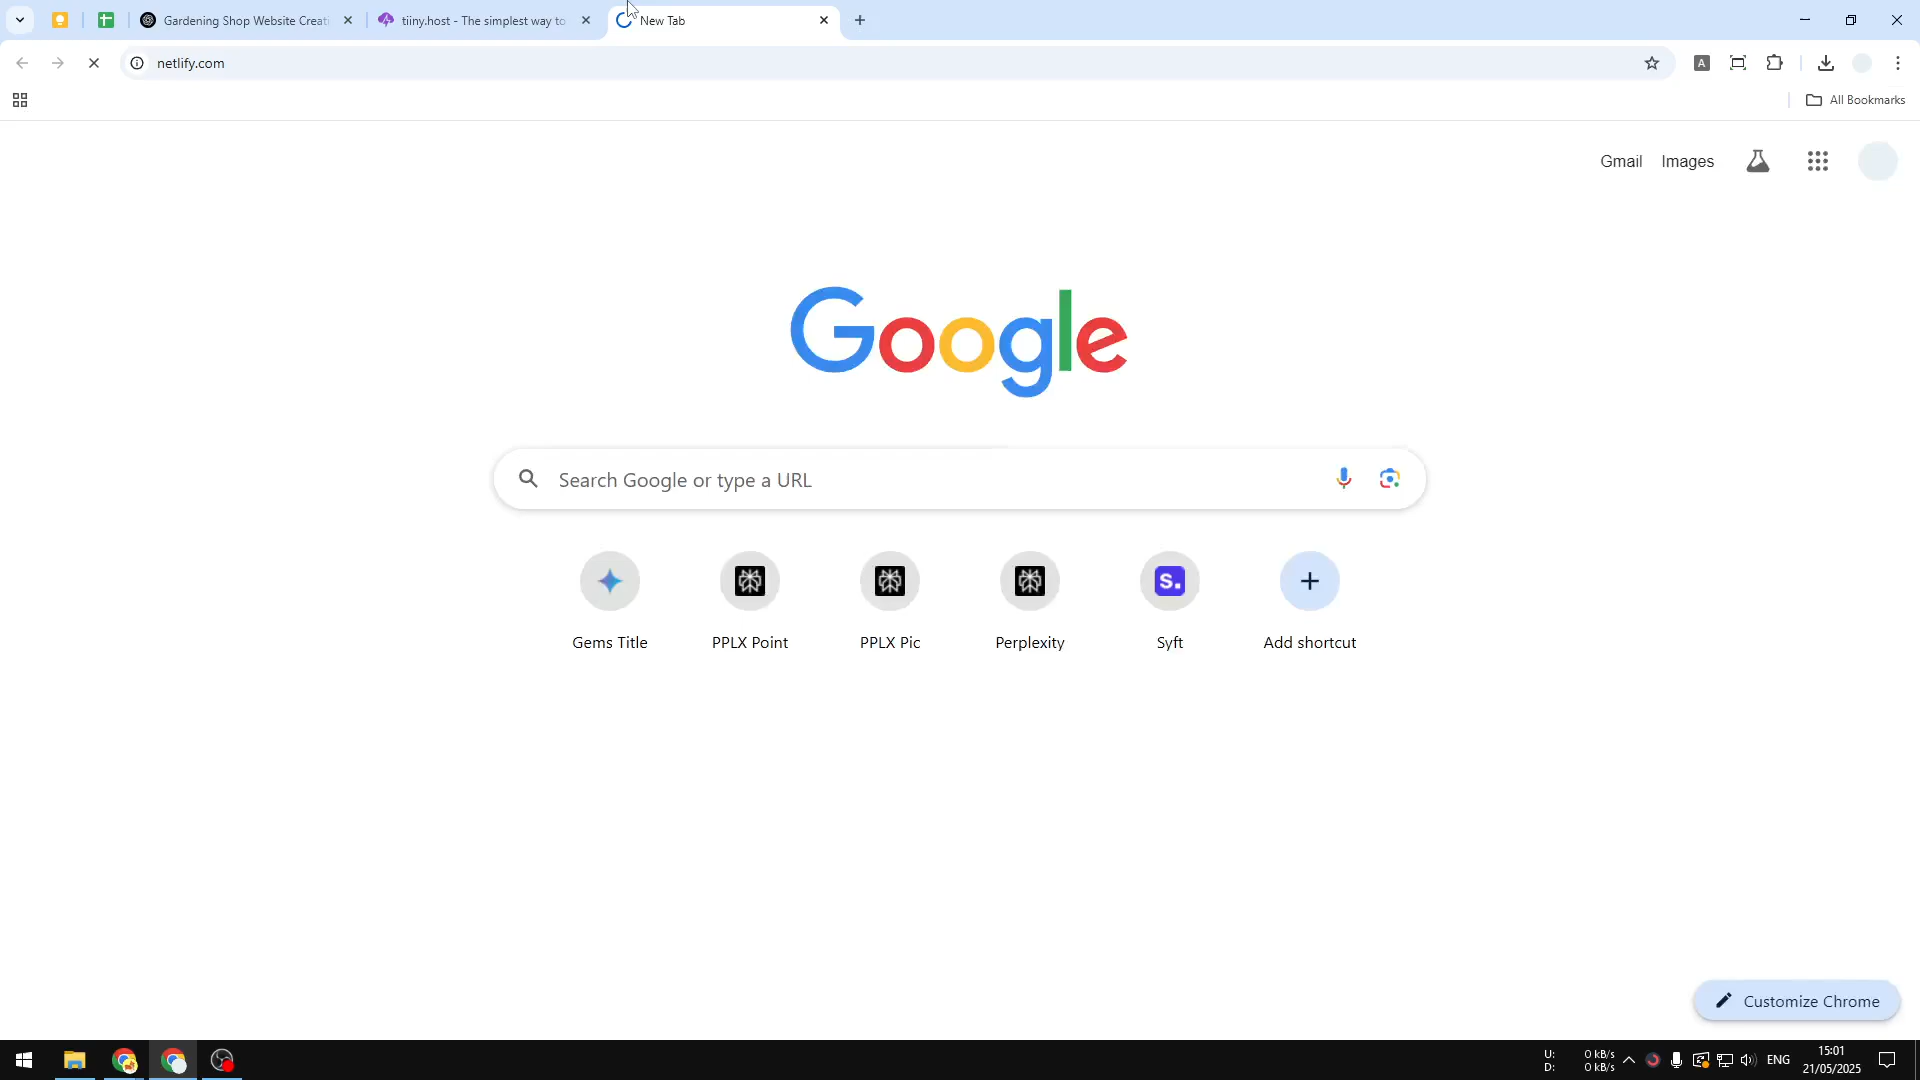 Gardening Shop Website Creati
tiiny.host - The simplest way to
New Tab
netlify.com
A
All Bookmarks
Gmail
Images
Google
Search Google or type a URL
S.
Gems Title
PPLX Point
PPLX Pic
Perplexity
Syft
Add shortcut
Customize Chrome
U: 0 kB/s
D: 0 kB/s
ENG
15:01
21/05/2025